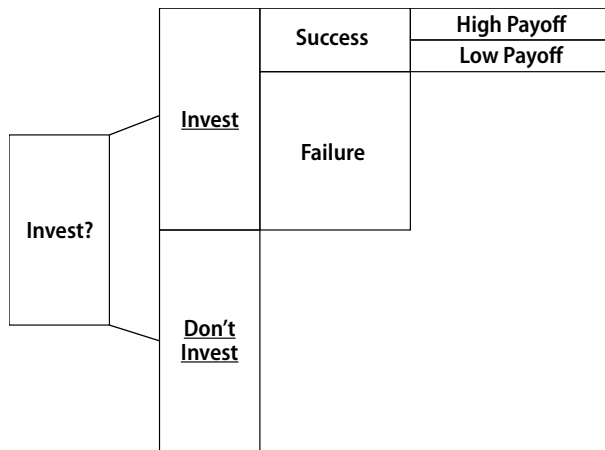 Success
High Payoff
Low Payoff
Invest
Failure
Invest?
Don't
Invest